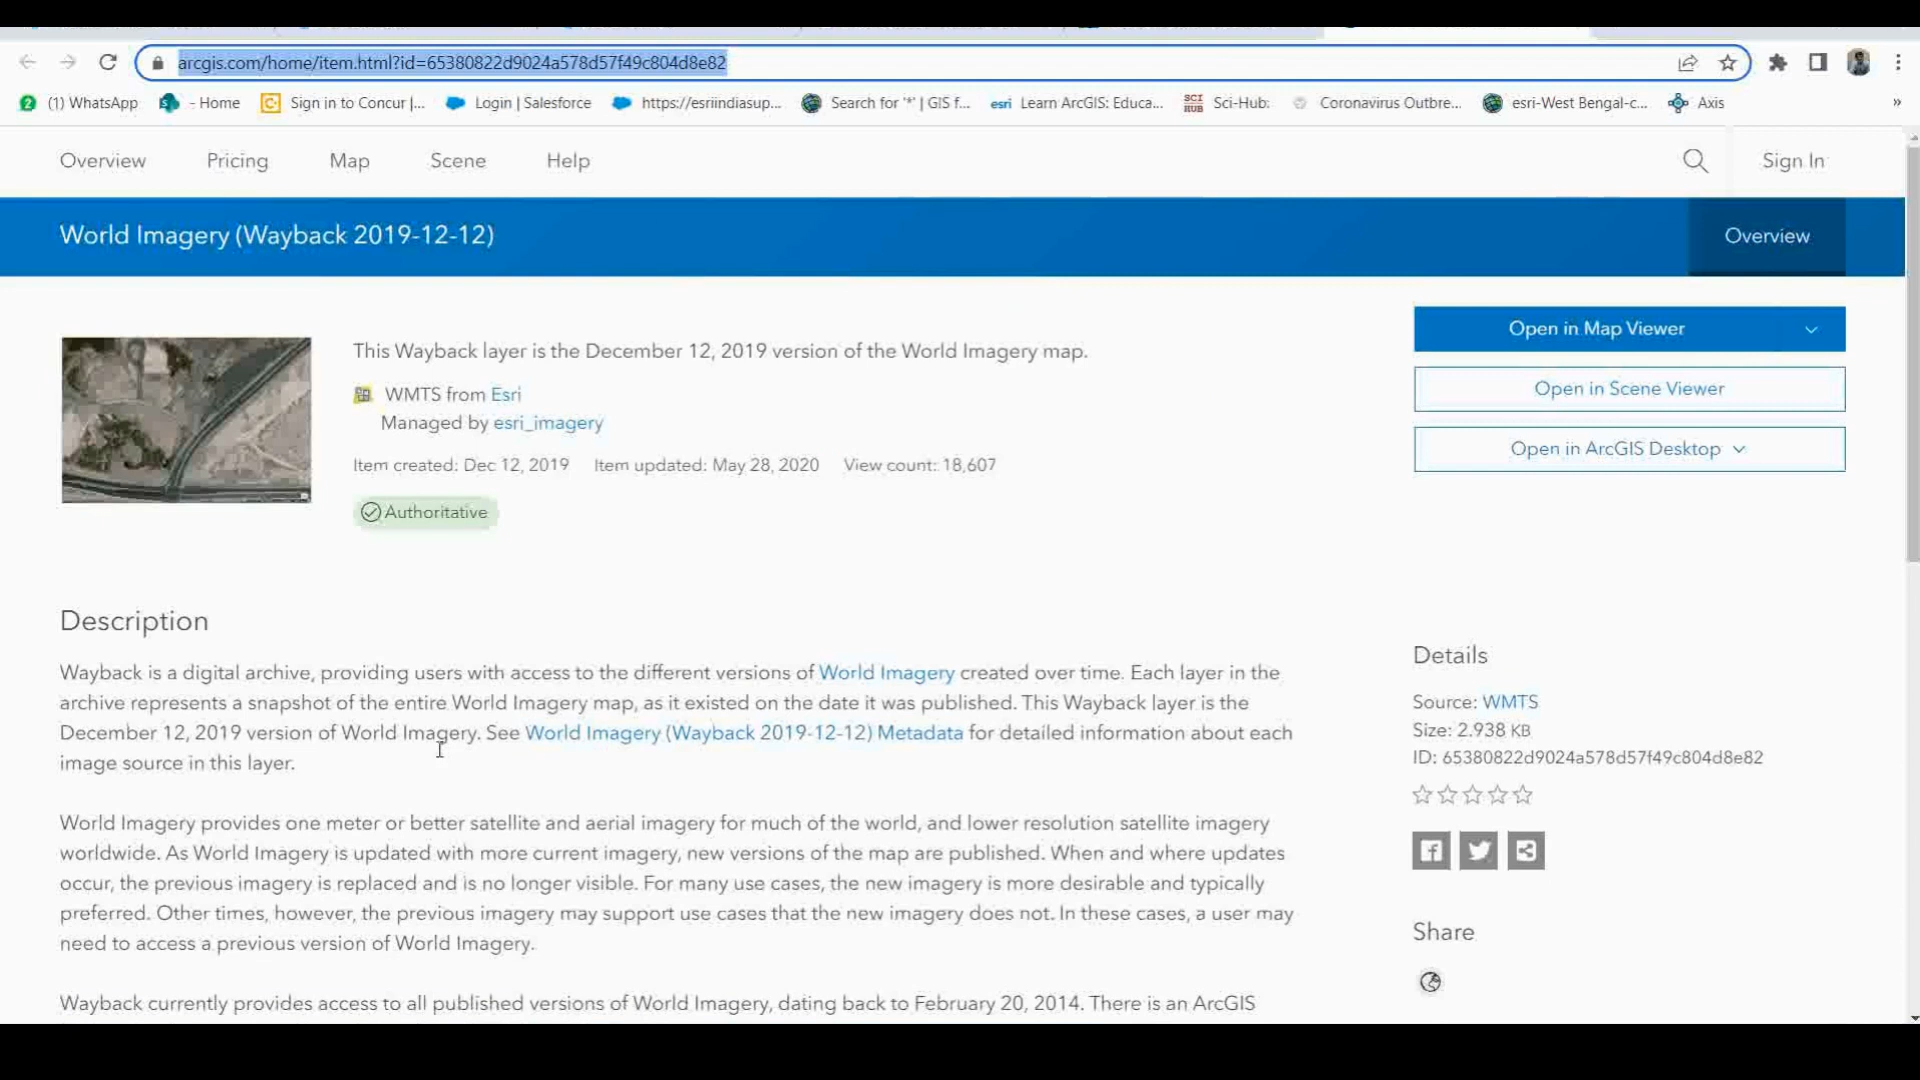 arcgis.com/home/item.html?id=65380822d9024a578d57f49c804d8e82
2 (1) WhatsApp - Home Sign in to Concur |... Login | Salesforce https://esriindiasup... Search for '*' | GIS f... esri Learn ArcGIS: Educa... SCI HUB Sci-Hub: Coronavirus Outbre... esri-West Bengal-c... Axis »
Overview Pricing Map Scene Help Sign In
World Imagery (Wayback 2019-12-12) Overview
This Wayback layer is the December 12, 2019 version of the World Imagery map.
WMTS from Esri
Managed by esri_imagery
Item created: Dec 12, 2019 Item updated: May 28, 2020 View count: 18,607
Authoritative
Open in Map Viewer
Open in Scene Viewer
Open in ArcGIS Desktop
Description
Wayback is a digital archive, providing users with access to the different versions of World Imagery created over time. Each layer in the
archive represents a snapshot of the entire World Imagery map, as it existed on the date it was published. This Wayback layer is the
December 12, 2019 version of World Imagery. See World Imagery (Wayback 2019-12-12) Metadata for detailed information about each
image source in this layer.
World Imagery provides one meter or better satellite and aerial imagery for much of the world, and lower resolution satellite imagery
worldwide. As World Imagery is updated with more current imagery, new versions of the map are published. When and where updates
occur, the previous imagery is replaced and is no longer visible. For many use cases, the new imagery is more desirable and typically
preferred. Other times, however, the previous imagery may support use cases that the new imagery does not. In these cases, a user may
need to access a previous version of World Imagery.
Wayback currently provides access to all published versions of World Imagery, dating back to February 20, 2014. There is an ArcGIS
Details
Source: WMTS
Size: 2.938 KB
ID: 65380822d9024a578d57f49c804d8e82
Share